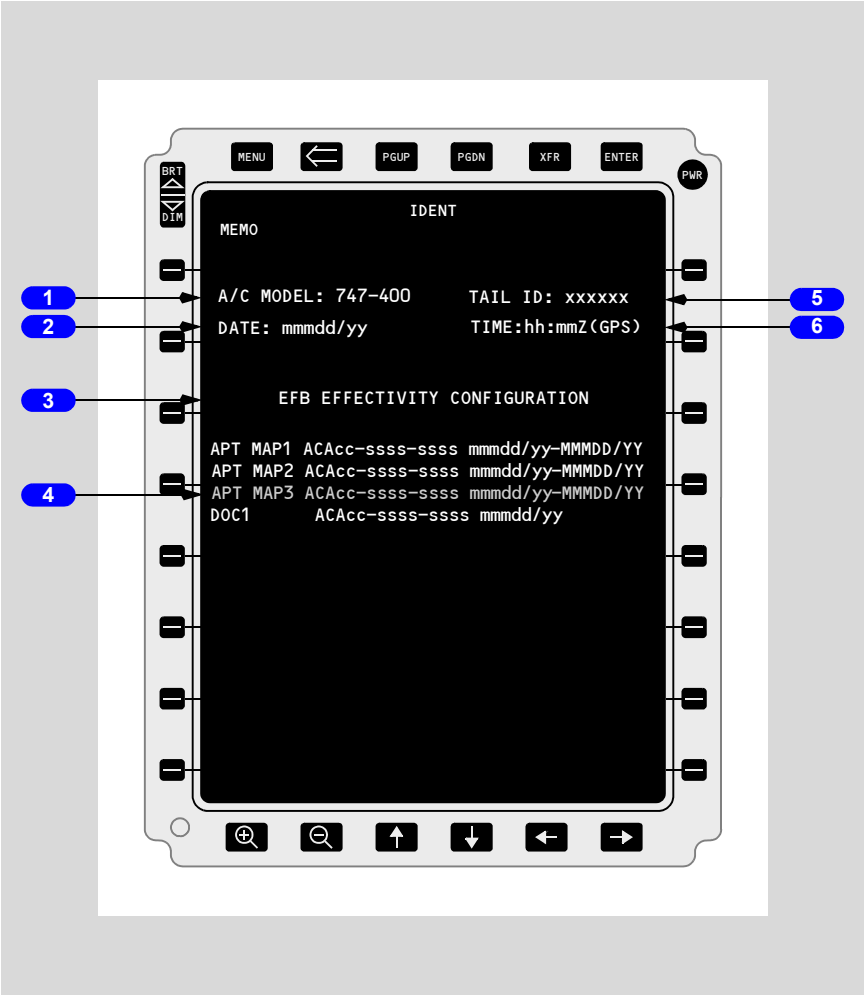 MENU PGUP PGDN XFR ENTER
BRT
DIM
PWR
IDENT
MEMO
1 A/C MODEL: 747-400 TAIL ID: xxxxxx 5
2 DATE: mmmdd/yy TIME:hh:mmZ(GPS) 6
3 EFB EFFECTIVITY CONFIGURATION
APT MAP1 ACAcc-ssss-ssss mmmdd/yy-MMMDD/YY
APT MAP2 ACAcc-ssss-ssss mmmdd/yy-MMMDD/YY
4 APT MAP3 ACAcc-ssss-ssss mmmdd/yy-MMMDD/YY
DOC1 ACAcc-ssss-ssss mmmdd/yy